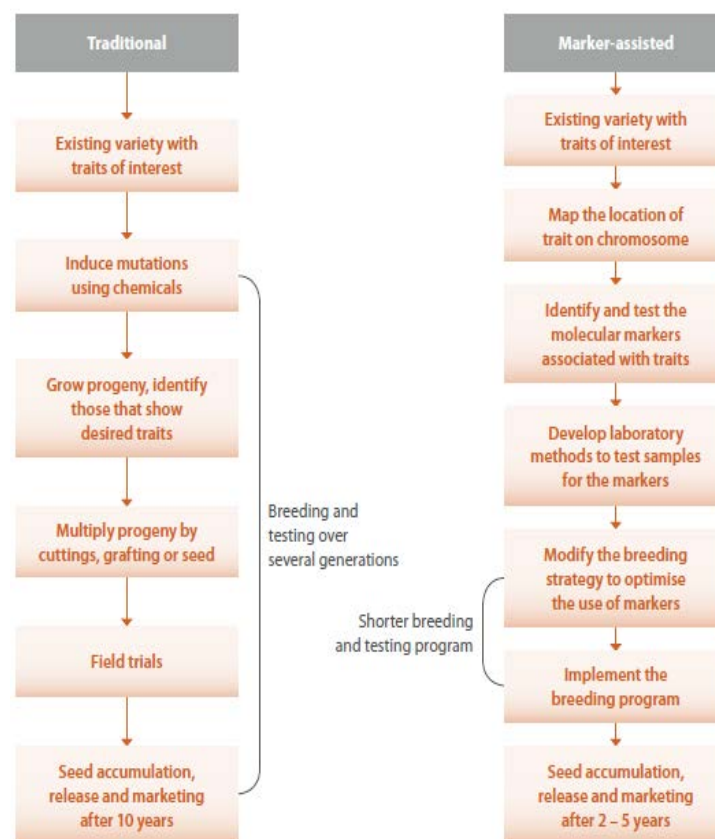 Traditional
Existing variety with
traits of interest
Induce mutations
using chemicals
Grow progeny, identify
those that show
desired traits
Multiply progeny by
cuttings, grafting or seed
Field trials
Seed accumulation,
release and marketing
after 10 years
Breeding and
testing over
several generations
Marker-assisted
Existing variety with
traits of interest
Map the location of
trait on chromosome
Identify and test the
molecular markers
associated with traits
Develop laboratory
methods to test samples
for the markers
Modify the breeding
strategy to optimise
the use of markers
Shorter breeding
and testing program
Implement the
breeding program
Seed accumulation,
release and marketing
after 2 – 5 years